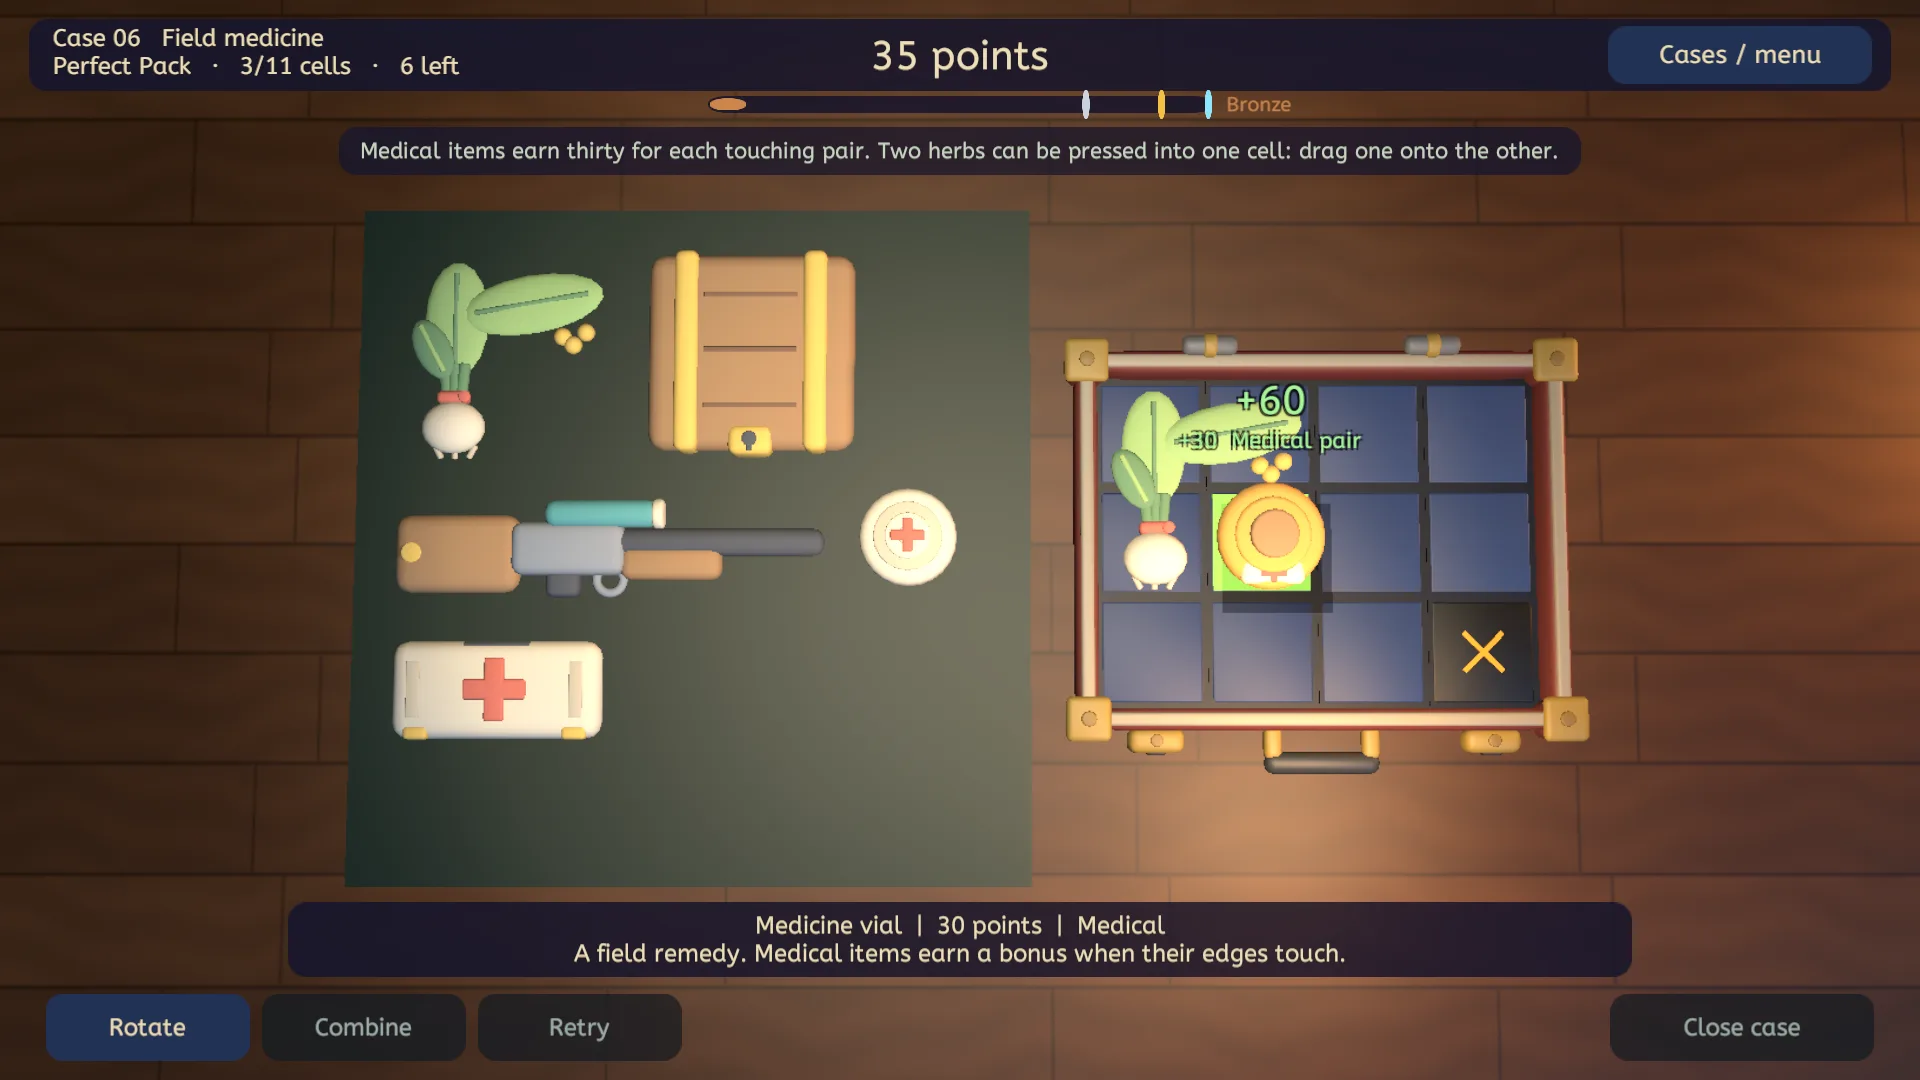 Case 06 Field medicine
Perfect Pack · 3/11 cells · 6 left
35 points
Cases / menu
Bronze
Medical items earn thirty for each touching pair. Two herbs can be pressed into one cell: drag one onto the other.
+60
+30 Medical pair
Medicine vial | 30 points | Medical
A field remedy. Medical items earn a bonus when their edges touch.
Rotate
Combine
Retry
Close case